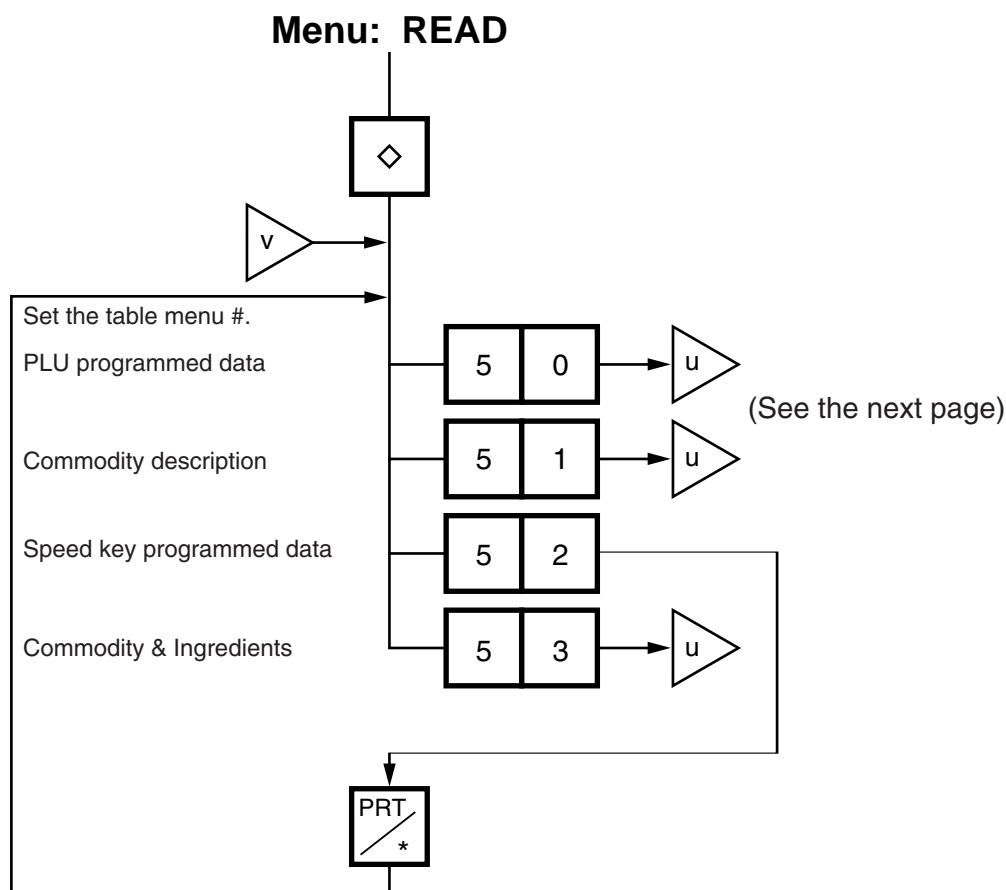 Menu: READ
◇
v
Set the table menu #.
PLU programmed data
5 0
u
(See the next page)
Commodity description
5 1
u
Speed key programmed data
5 2
Commodity & Ingredients
5 3
u
PRT
*